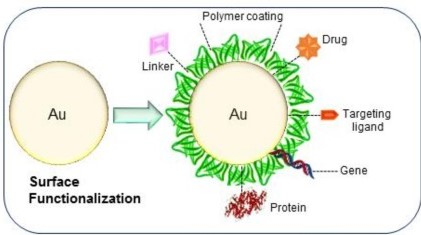 Polymer coating
Drug
Linker
Au
Au
Targeting
ligand
Gene
Surface
Functionalization
Protein